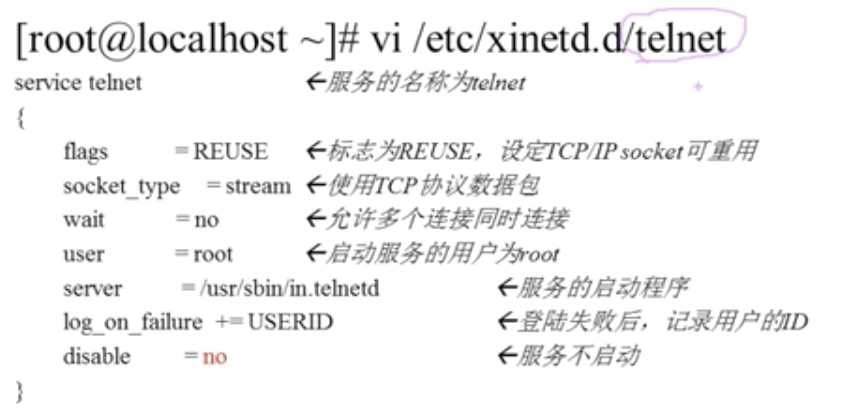 [root@localhost ~]# vi /etc/xinetd.d/telnet
service telnet ←服务的名称为telnet
{
flags = REUSE ←标志为REUSE，设定TCP/IP socket可重用
socket_type = stream ←使用TCP协议数据包
wait = no ←允许多个连接同时连接
user = root ←启动服务的用户为root
server = /usr/sbin/in.telnetd ←服务的启动程序
log_on_failure += USERID ←登陆失败后，记录用户的ID
disable = no ←服务不启动
}